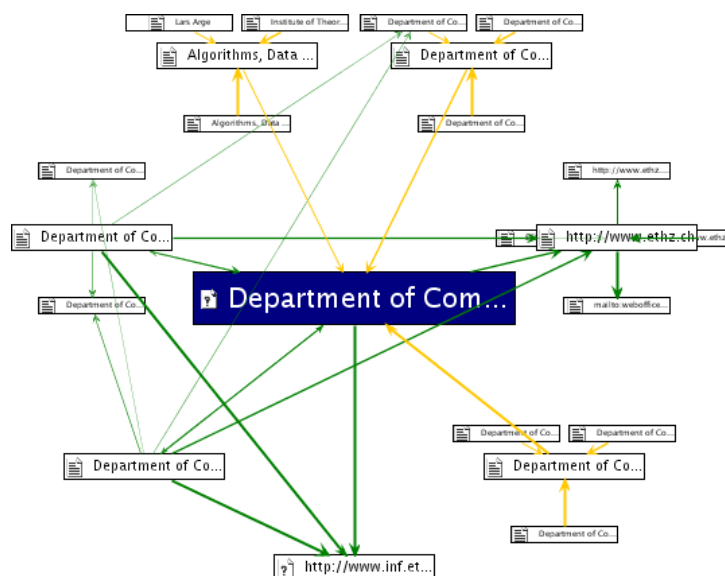 Lars Arge
Institute of Theor...
Department of Co...
Department of Co...
Algorithms, Data ...
Department of Co...
Algorithms, Data ...
Department of Co...
Department of Co...
http://www.ethz....
Department of Co...
http://www.ethz.ch
Department of Com...
Department of Co...
mailto:weboffice...
Department of Co...
Department of Co...
Department of Co...
Department of Co...
Department of Co...
http://www.inf.et...